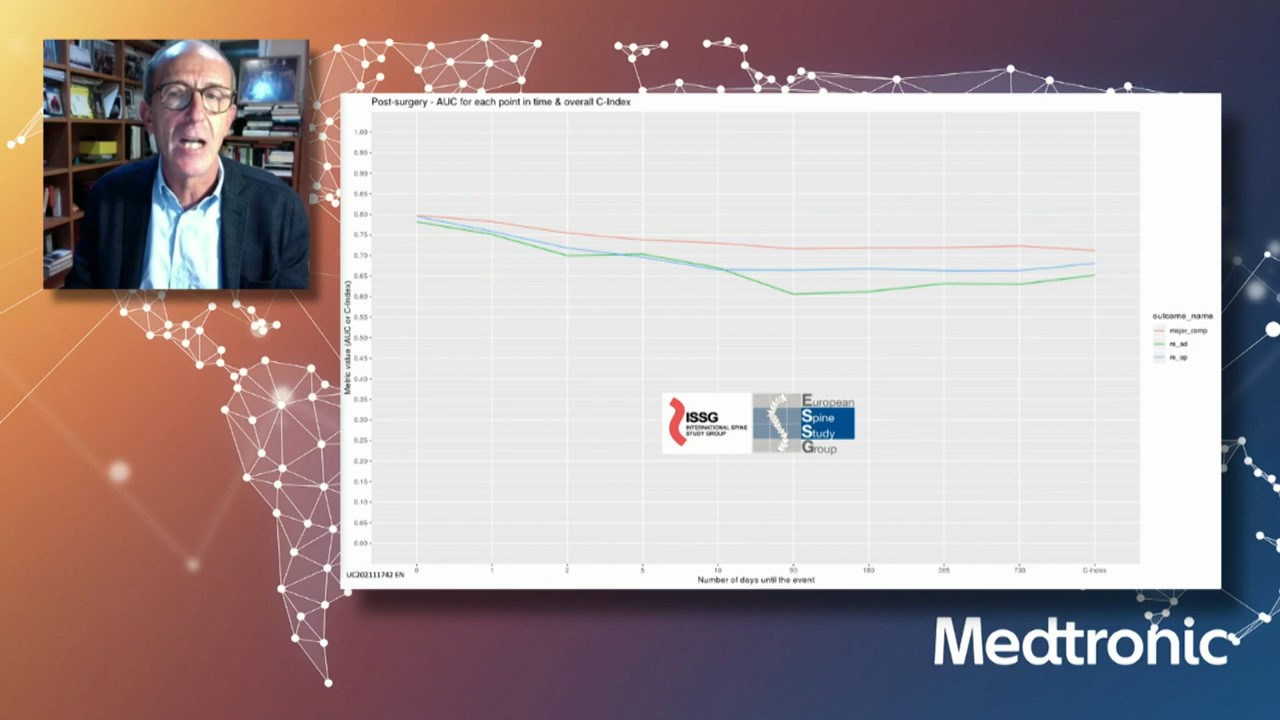 Post-surgery - AUC for each point in time & overall C-Index
Metric value (AUC or C-Index)
1.00
0.95
0.90
0.85
0.80
0.75
0.70
0.65
0.60
0.55
0.50
0.45
0.40
0.35
0.30
0.25
0.20
0.15
0.10
0.05
0.00
0 1 2 5 10 90 180 365 730 C-Index
Number of days until the event
outcome_name
major_comp
re_ad
re_op
ISSG
INTERNATIONAL SPINE
STUDY GROUP
European
Spine
Study
Group
UC202111742 EN
Medtronic